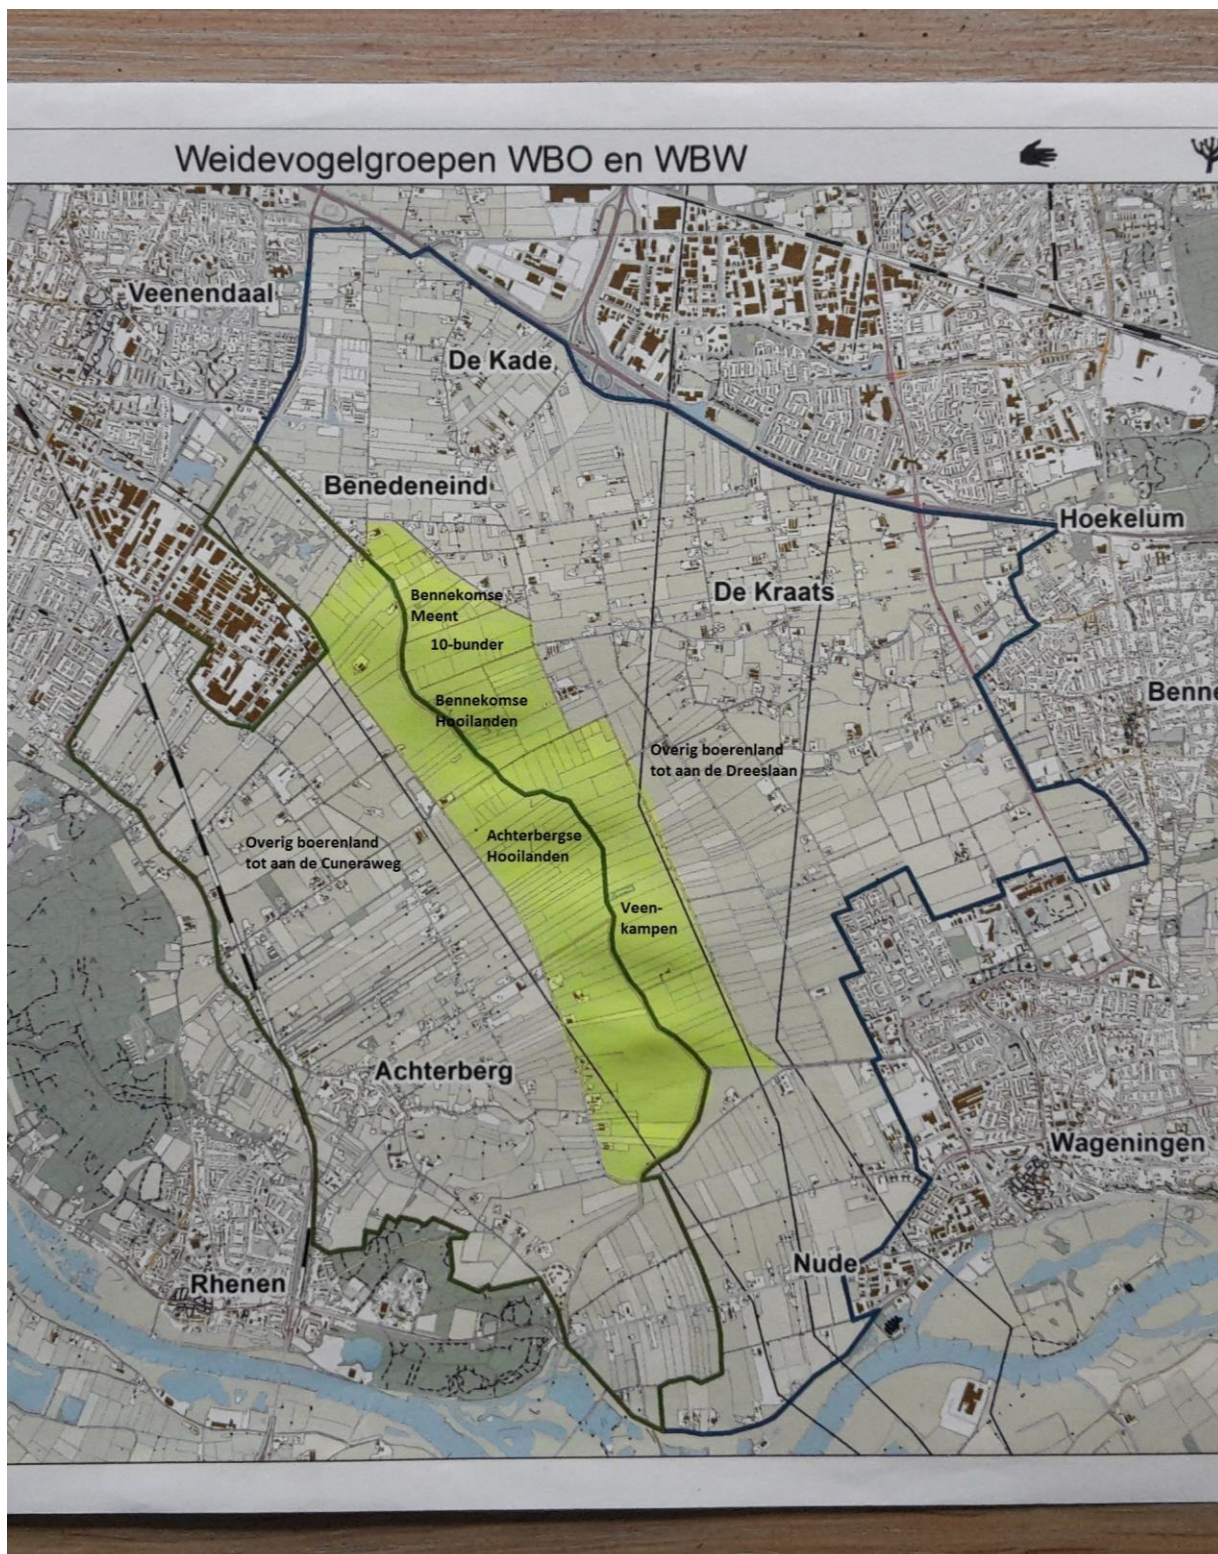 Weidevogelgroepen WBO en WBW
Veenendaal
De Kade
Benedeneind
Hoekelum
Bennekomse
Meent
De Kraats
10-bunder
Benne
Bennekomse
Hooilanden
Overig boerenland
tot aan de Dreeslaan
Overig boerenland
tot aan de Cuneraweg
Achterbergse
Hooilanden
Veen-
kampen
Achterberg
Wageningen
Nude
Rhenen